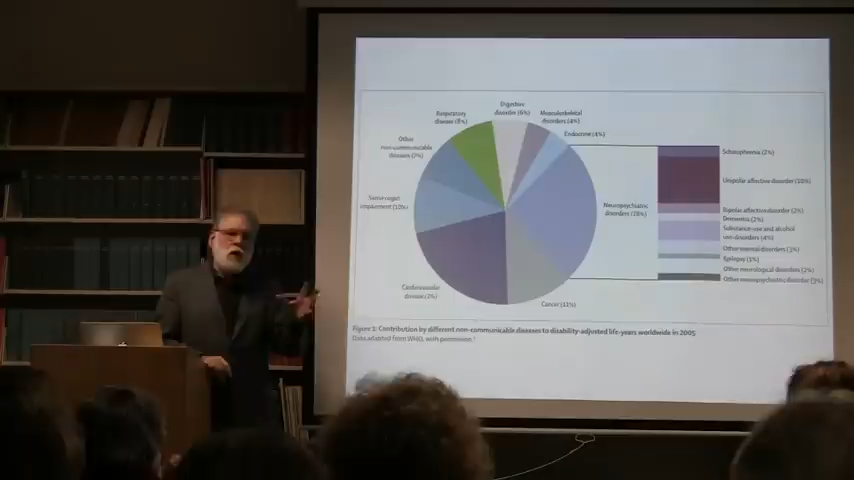 Digestive
disorder (6%)
Musculoskeletal
disorders (4%)
Respiratory
disease (8%)
Endocrine (4%)
Other
non-communicable
diseases (7%)
Schizophrenia (2%)
Unipolar affective disorder (10%)
Sense organ
impairment (10%)
Neuropsychiatric
disorders (28%)
Bipolar affective disorder (2%)
Dementia (2%)
Substance-use and alcohol
use disorders (4%)
Other mental disorders (3%)
Epilepsy (1%)
Other neurological disorders (2%)
Other neuropsychiatric disorder (3%)
Cardiovascular
disease
Cancer (11%)
Figure 1: Contribution by different non-communicable diseases to disability-adjusted life-years worldwide in 2005
Data adapted from WHO, with permission.